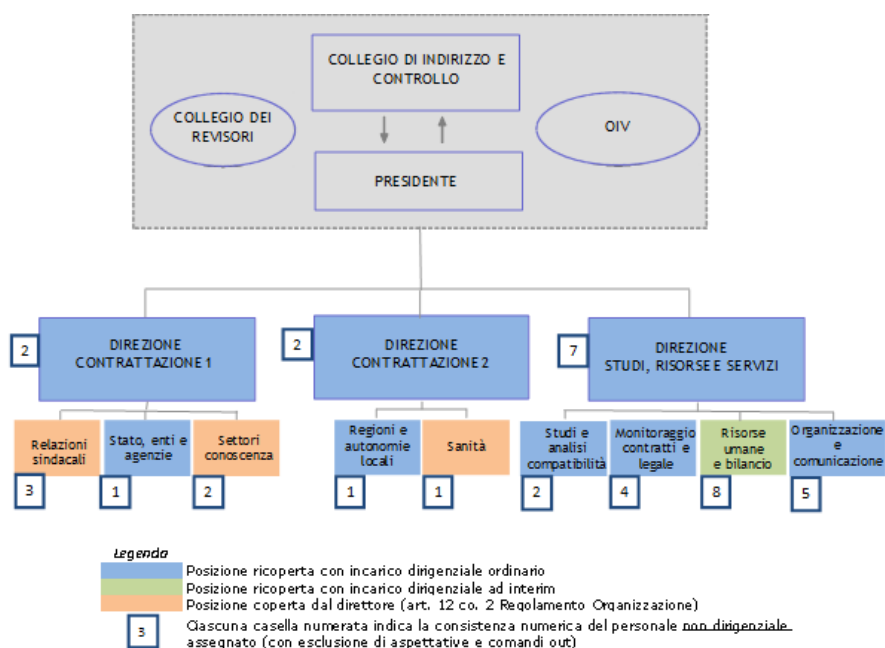 COLLEGIO DI INDIRIZZO E
CONTROLLO
COLLEGIO DEI
REVISORI
OIV
PRESIDENTE
2
DIREZIONE
CONTRATTAZIONE 1
2
DIREZIONE
CONTRATTAZIONE 2
7
DIREZIONE
STUDI, RISORSE E SERVIZI
Relazioni
sindacali
3
Stato, enti e
agenzie
1
Settori
conoscenza
2
Regioni e
autonomie
locali
1
Sanità
1
Studi e
analisi
compatibilità
2
Monitoraggio
contratti e
legale
4
Risorse
umane
e bilancio
8
Organizzazione
e
comunicazione
5
Legenda
Posizione ricoperta con incarico dirigenziale ordinario
Posizione ricoperta con incarico dirigenziale ad interim
Posizione coperta dal direttore (art. 12 co. 2 Regolamento Organizzazione)
3
Ciascuna casella numerata indica la consistenza numerica del personale non dirigenziale
assegnato (con esclusione di aspettative e comandi out)